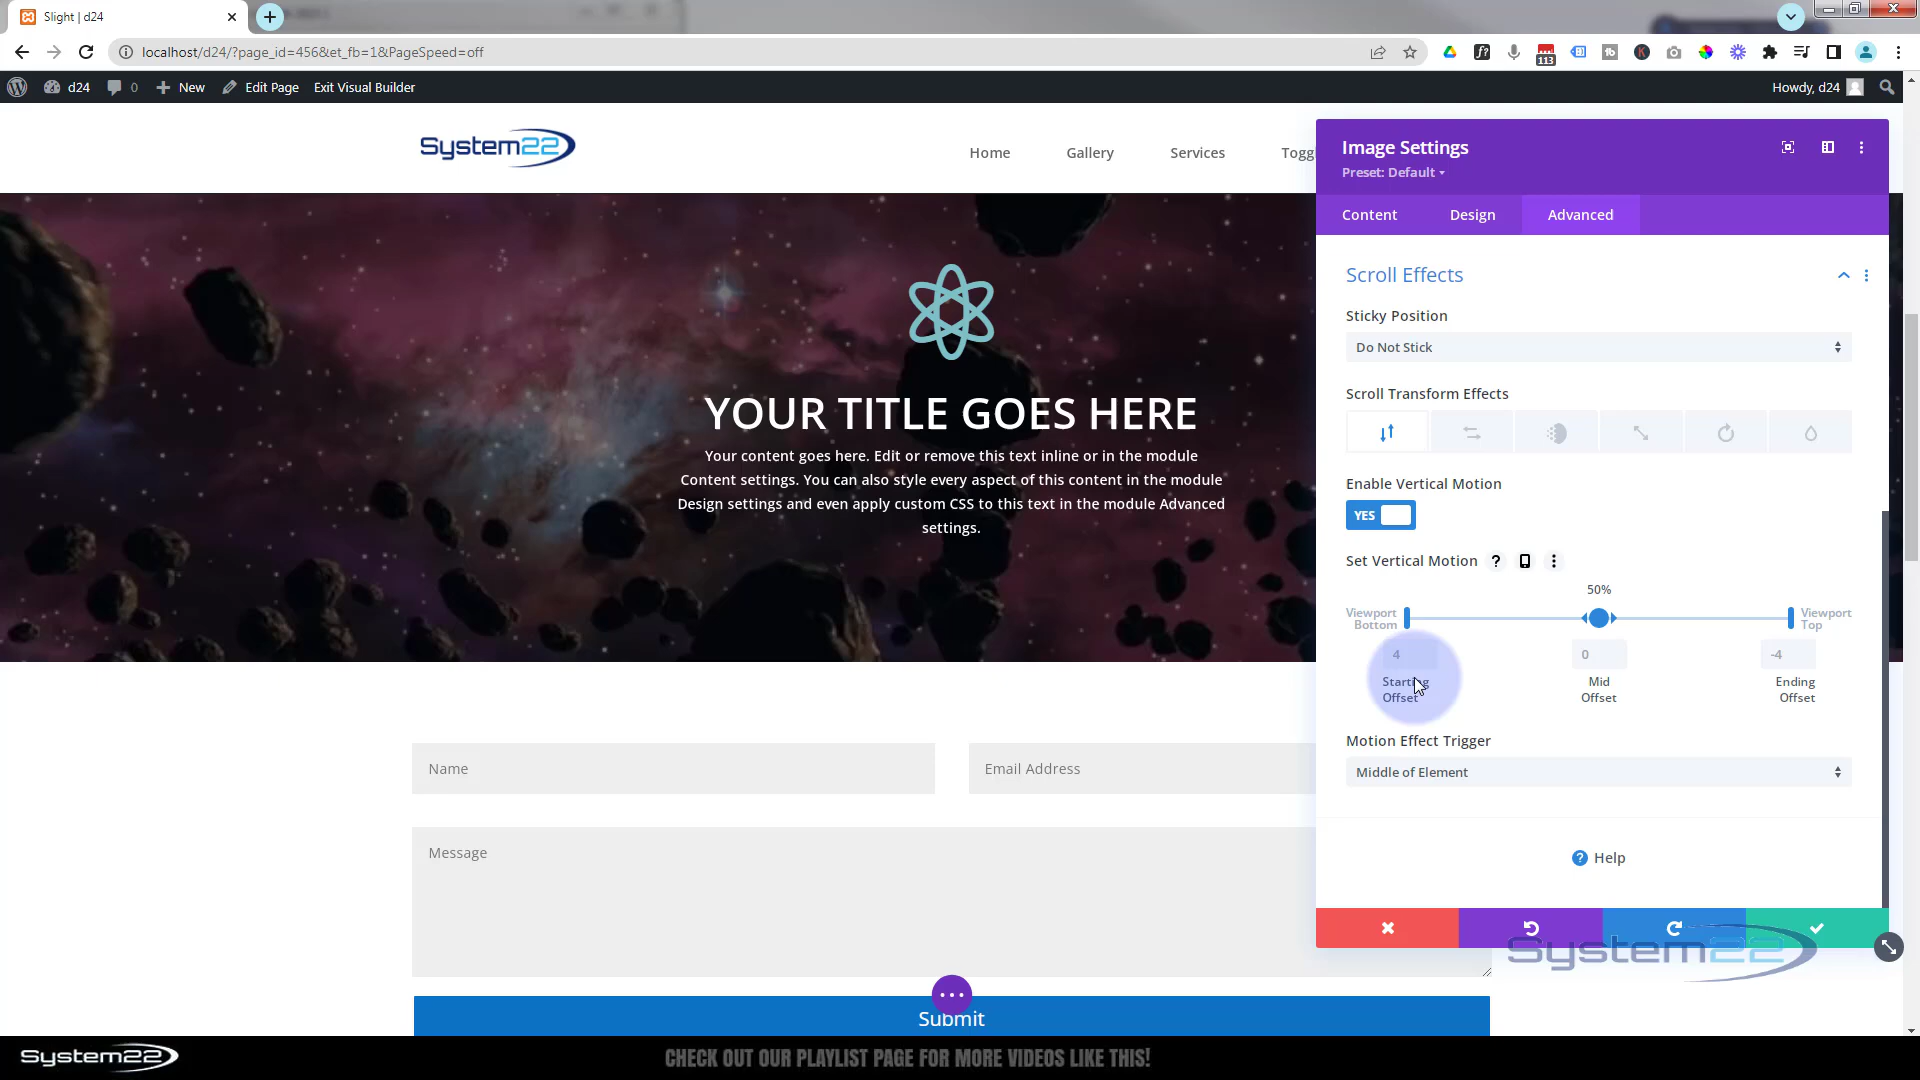 Slight | d24
localhost/d24/?page_id=456&et_fb=1&PageSpeed=off
113
d24
0
New
Edit Page
Exit Visual Builder
Howdy, d24
System22
Home
Gallery
Services
Togg
YOUR TITLE GOES HERE
Your content goes here. Edit or remove this text inline or in the module
Content settings. You can also style every aspect of this content in the module
Design settings and even apply custom CSS to this text in the module Advanced
settings.
Name
Email Address
Message
Submit
Image Settings
Preset: Default
Content
Design
Advanced
Scroll Effects
Sticky Position
Do Not Stick
Scroll Transform Effects
Enable Vertical Motion
YES
Set Vertical Motion
50%
Viewport
Bottom
Viewport
Top
4
0
-4
Starting
Offset
Mid
Offset
Ending
Offset
Motion Effect Trigger
Middle of Element
Help
System22
System22
CHECK OUT OUR PLAYLIST PAGE FOR MORE VIDEOS LIKE THIS!